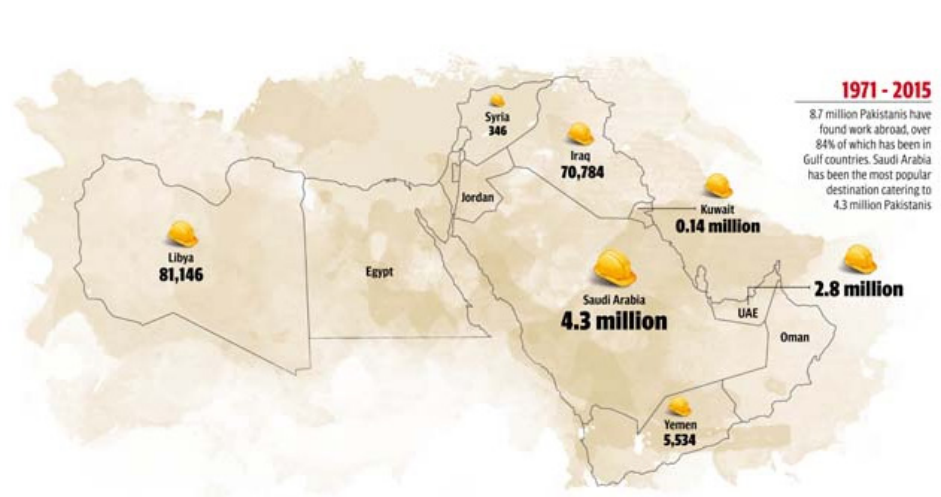 1971 - 2015
8.7 million Pakistanis have
found work abroad, over
84% of which has been in
Gulf countries. Saudi Arabia
has been the most popular
destination catering to
4.3 million Pakistanis
Syria
346
Iraq
70,784
Jordan
Kuwait
0.14 million
Libya
81,146
Egypt
Saudi Arabia
4.3 million
2.8 million
UAE
Oman
Yemen
5,534